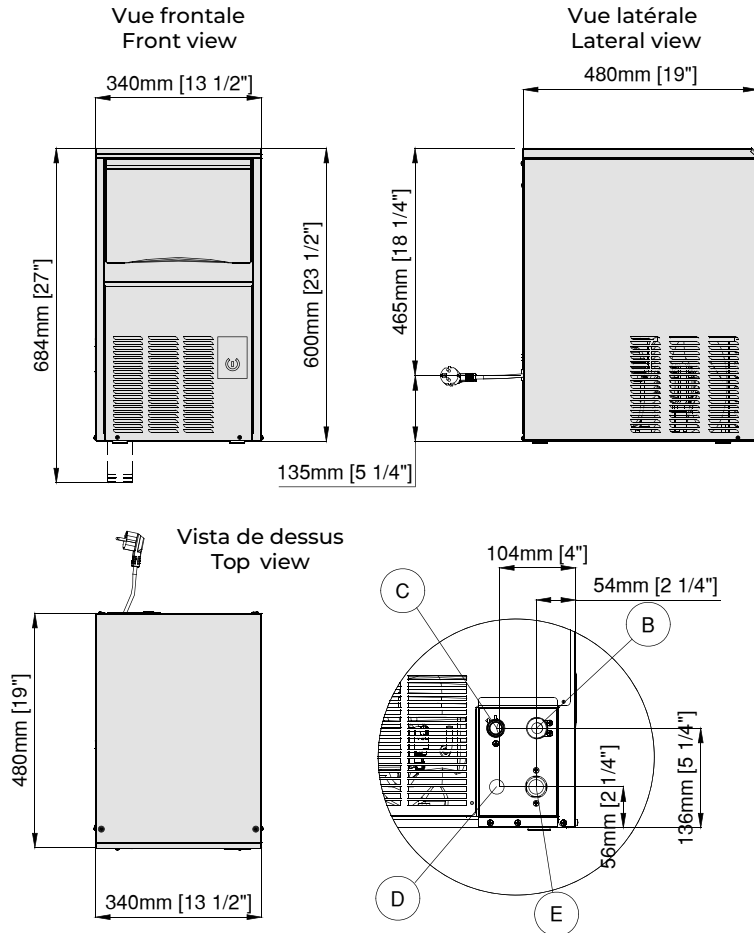 Vue frontale
Front view
Vue latérale
Lateral view
340mm [13 1/2"]
480mm [19"]
684mm [27"]
600mm [23 1/2"]
465mm [18 1/4"]
135mm [5 1/4"]
Vista de dessus
Top view
480mm [19"]
340mm [13 1/2"]
104mm [4"]
54mm [2 1/4"]
C
B
56mm [2 1/4"]
136mm [5 1/4"]
D
E